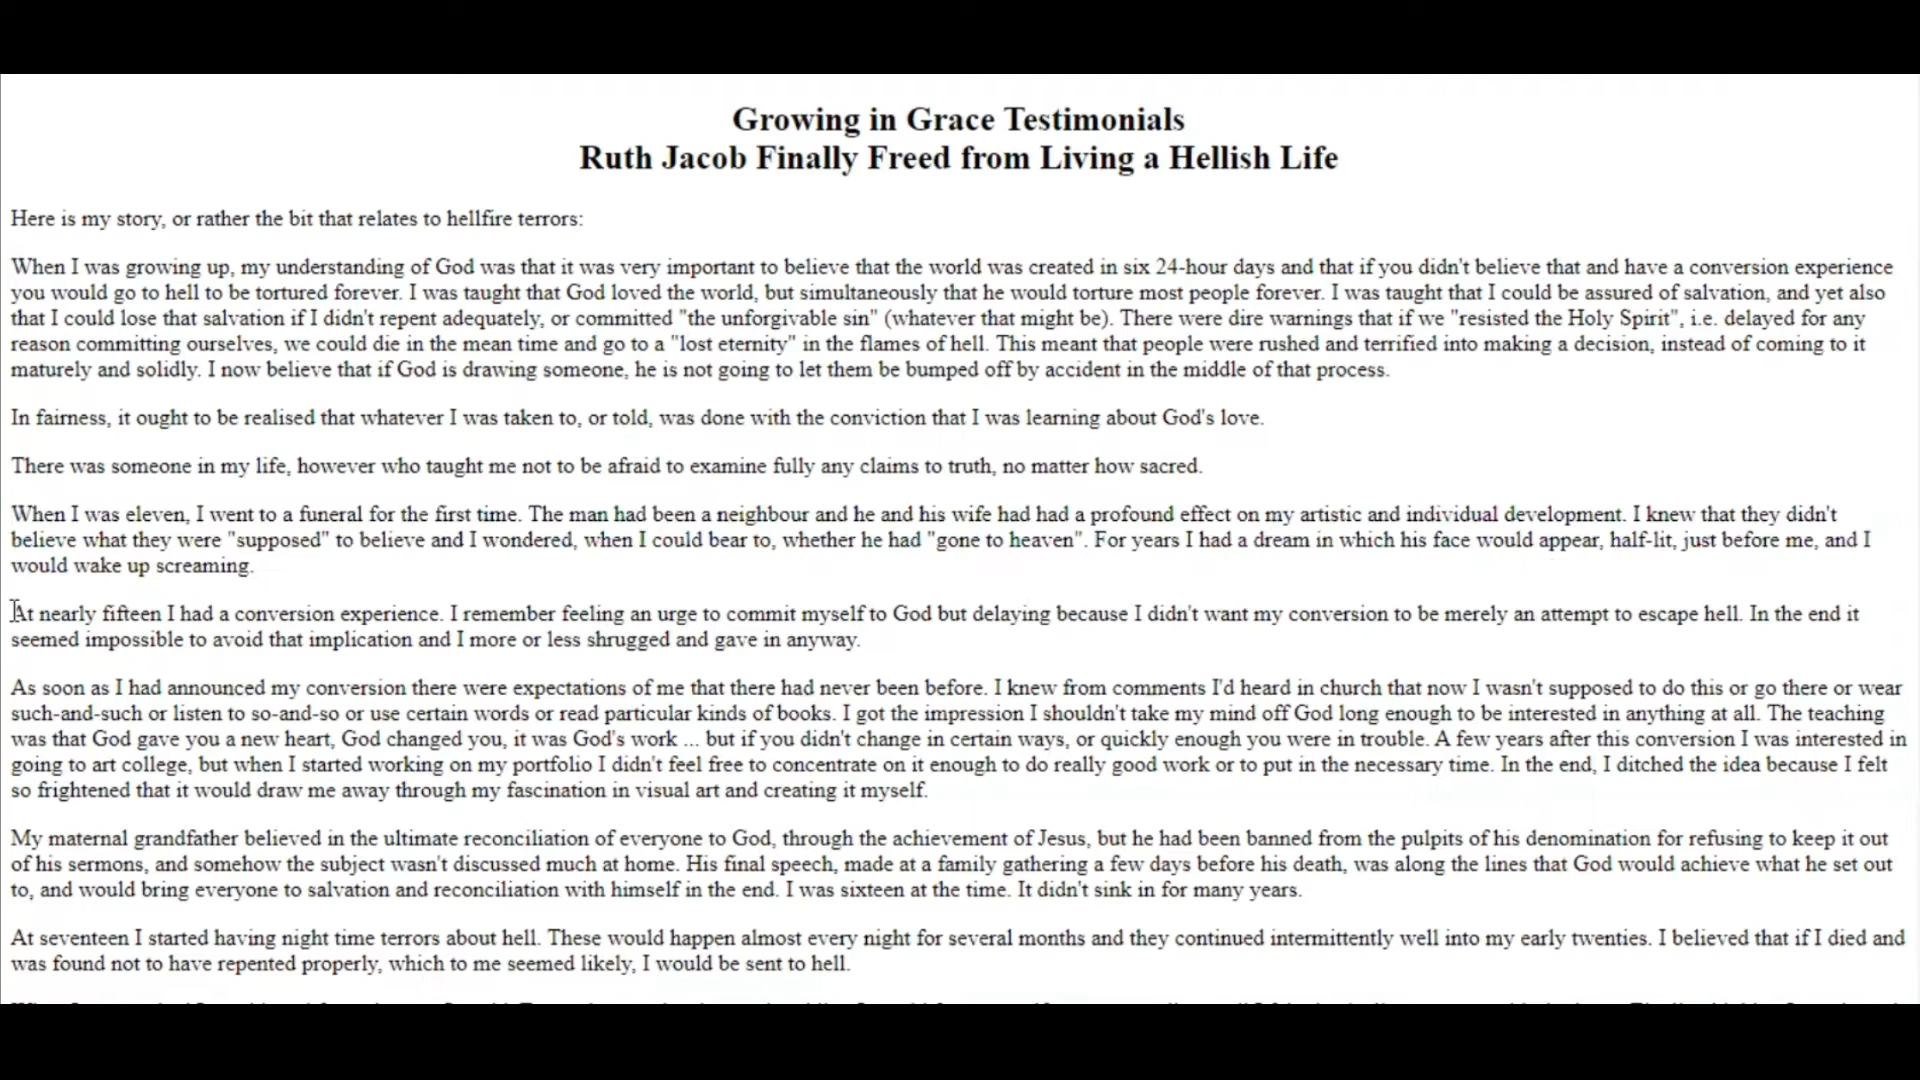 Growing in Grace Testimonials
Ruth Jacob Finally Freed from Living a Hellish Life
Here is my story, or rather the bit that relates to hellfire terrors:
When I was growing up, my understanding of God was that it was very important to believe that the world was created in six 24-hour days and that if you didn't believe that and have a conversion experience
you would go to hell to be tortured forever. I was taught that God loved the world, but simultaneously that he would torture most people forever. I was taught that I could be assured of salvation, and yet also
that I could lose that salvation if I didn't repent adequately, or committed "the unforgivable sin" (whatever that might be). There were dire warnings that if we "resisted the Holy Spirit", i.e. delayed for any
reason committing ourselves, we could die in the mean time and go to a "lost eternity" in the flames of hell. This meant that people were rushed and terrified into making a decision, instead of coming to it
maturely and solidly. I now believe that if God is drawing someone, he is not going to let them be bumped off by accident in the middle of that process.
In fairness, it ought to be realised that whatever I was taken to, or told, was done with the conviction that I was learning about God's love.
There was someone in my life, however who taught me not to be afraid to examine fully any claims to truth, no matter how sacred.
When I was eleven, I went to a funeral for the first time. The man had been a neighbour and he and his wife had had a profound effect on my artistic and individual development. I knew that they didn't
believe what they were "supposed" to believe and I wondered, when I could bear to, whether he had "gone to heaven". For years I had a dream in which his face would appear, half-lit, just before me, and I
would wake up screaming.
At nearly fifteen I had a conversion experience. I remember feeling an urge to commit myself to God but delaying because I didn't want my conversion to be merely an attempt to escape hell. In the end it
seemed impossible to avoid that implication and I more or less shrugged and gave in anyway.
As soon as I had announced my conversion there were expectations of me that there had never been before. I knew from comments I'd heard in church that now I wasn't supposed to do this or go there or wear
such-and-such or listen to so-and-so or use certain words or read particular kinds of books. I got the impression I shouldn't take my mind off God long enough to be interested in anything at all. The teaching
was that God gave you a new heart, God changed you, it was God's work ... but if you didn't change in certain ways, or quickly enough you were in trouble. A few years after this conversion I was interested in
going to art college, but when I started working on my portfolio I didn't feel free to concentrate on it enough to do really good work or to put in the necessary time. In the end, I ditched the idea because I felt
so frightened that it would draw me away through my fascination in visual art and creating it myself.
My maternal grandfather believed in the ultimate reconciliation of everyone to God, through the achievement of Jesus, but he had been banned from the pulpits of his denomination for refusing to keep it out
of his sermons, and somehow the subject wasn't discussed much at home. His final speech, made at a family gathering a few days before his death, was along the lines that God would achieve what he set out
to, and would bring everyone to salvation and reconciliation with himself in the end. I was sixteen at the time. It didn't sink in for many years.
At seventeen I started having night time terrors about hell. These would happen almost every night for several months and they continued intermittently well into my early twenties. I believed that if I died and
was found not to have repented properly, which to me seemed likely, I would be sent to hell.